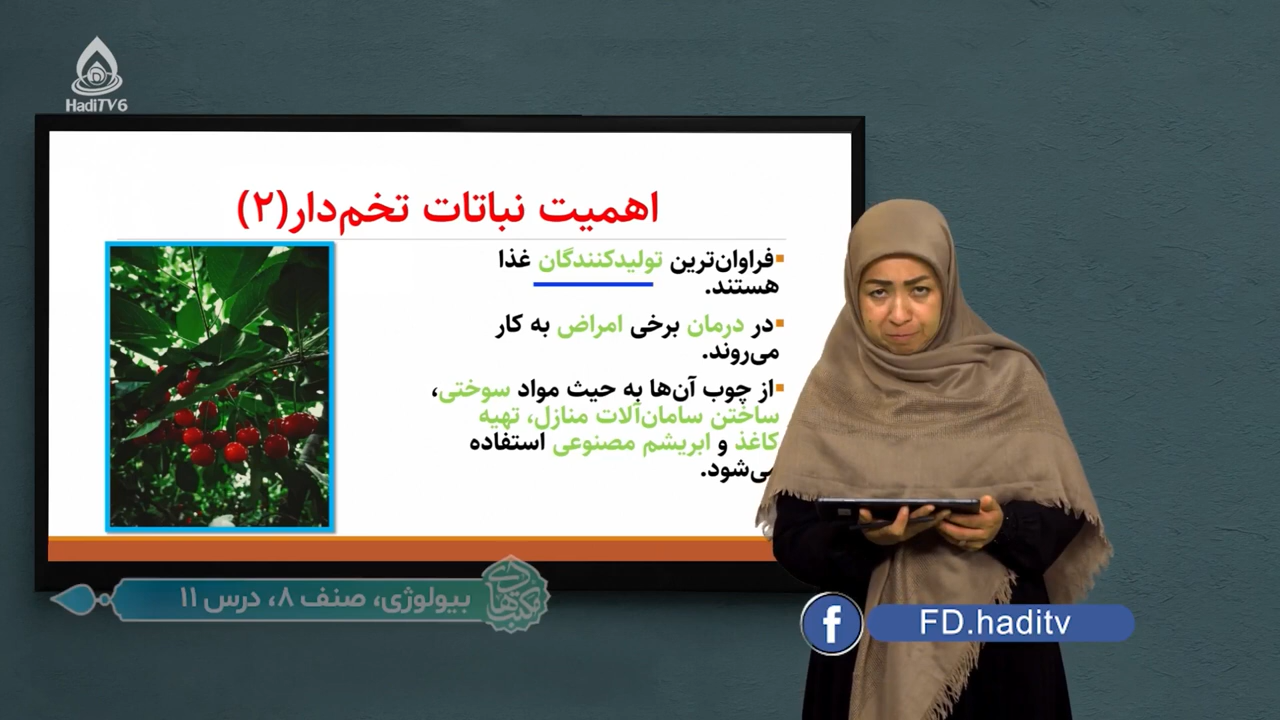 HadiTV6
اهمیت نباتات تخم‌دار(۲)
فراوان‌ترین تولیدکنندگان غذا
هستند.
در درمان برخی امراض به کار
می‌روند.
از چوب آن‌ها به حیث مواد سوختی،
ساختن سامان‌آلات منازل، تهیه
کاغذ و ابریشم مصنوعی استفاده
می‌شود.
بیولوژی، صنف ۸، درس ۱۱
مکتب هادی
f FD.haditv